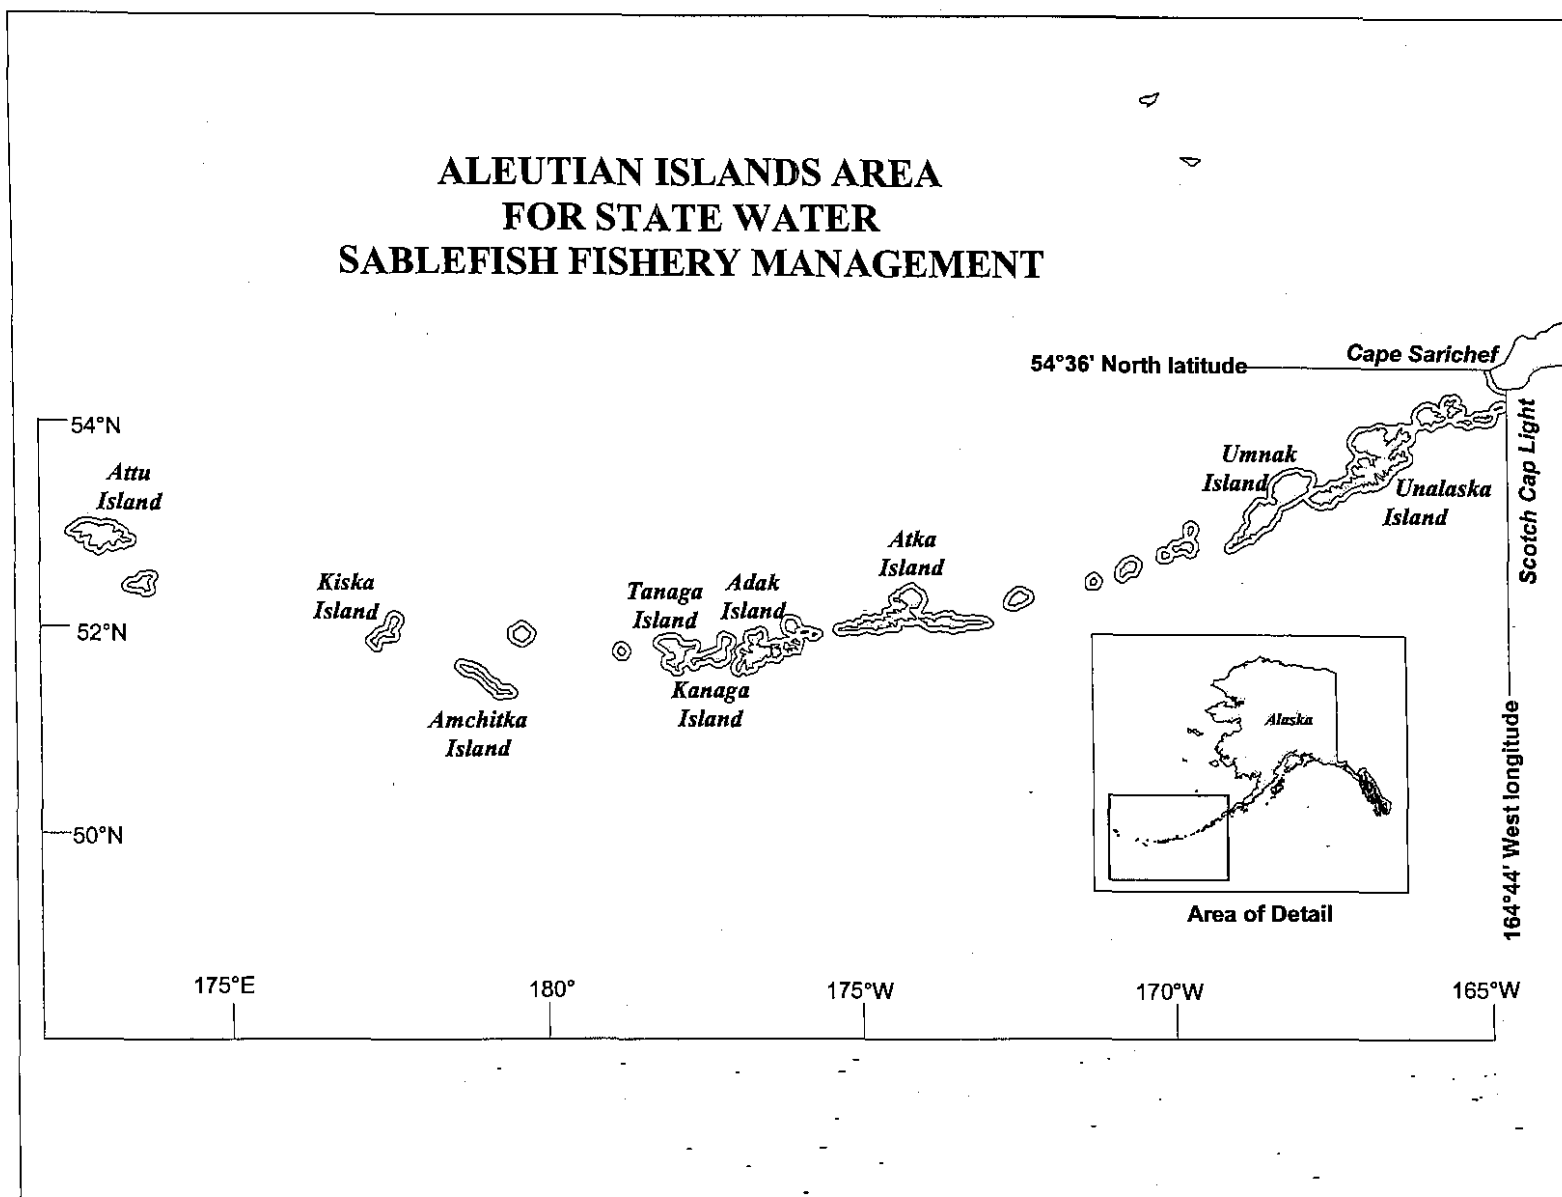 ALEUTIAN ISLANDS AREA
FOR STATE WATER
SABLEFISH FISHERY MANAGEMENT
54°36' North latitude
Cape Sarichef
Scotch Cap Light
164°44' West longitude
54°N
52°N
50°N
Attu
Island
Kiska
Island
Amchitka
Island
Tanaga
Island
Adak
Island
Kanaga
Island
Atka
Island
Umnak
Island
Unalaska
Island
Alaska
Area of Detail
175°E
180°
175°W
170°W
165°W